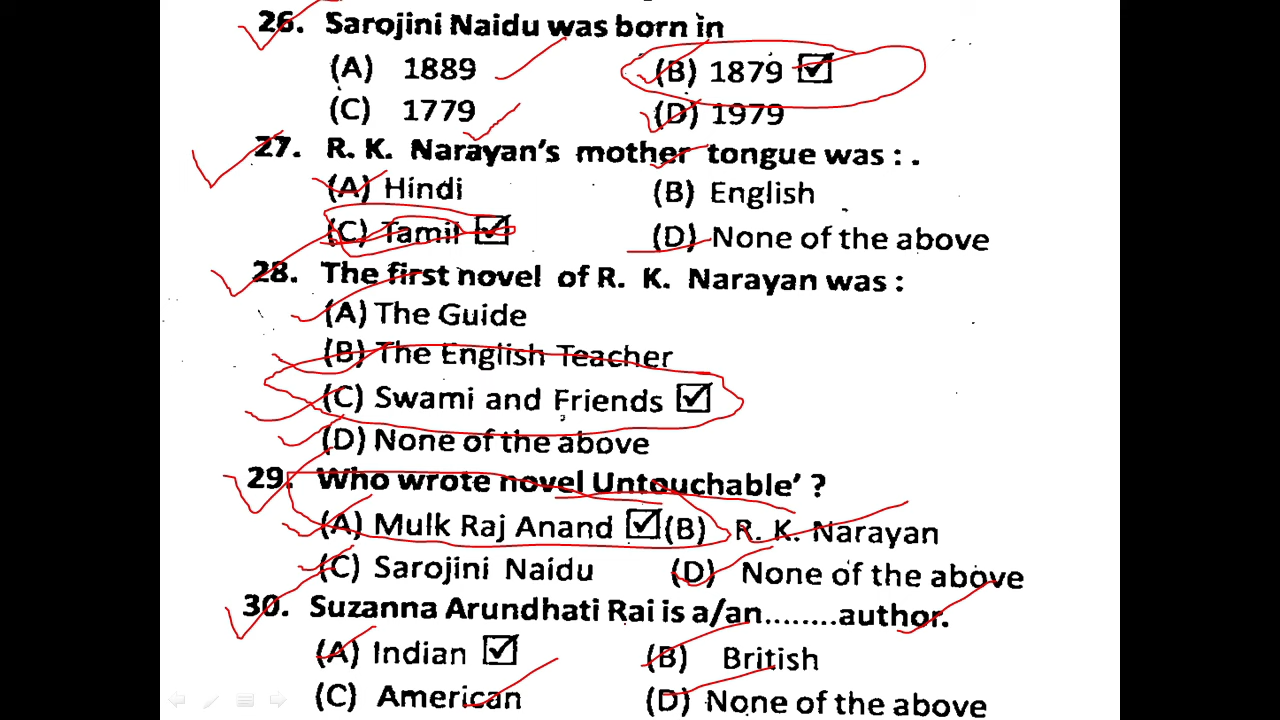 26. Sarojini Naidu was born in
(A) 1889 (B) 1879 ☑
(C) 1779 (D) 1979
27. R. K. Narayan's mother tongue was : .
(A) Hindi (B) English
(C) Tamil ☑ (D) None of the above
28. The first novel of R. K. Narayan was :
(A) The Guide
(B) The English Teacher
(C) Swami and Friends ☑
(D) None of the above
29. Who wrote novel Untouchable' ?
(A) Mulk Raj Anand ☑ (B) R. K. Narayan
(C) Sarojini Naidu (D) None of the above
30. Suzanna Arundhati Rai is a/an........author.
(A) Indian ☑ (B) British
(C) American (D) None of the above